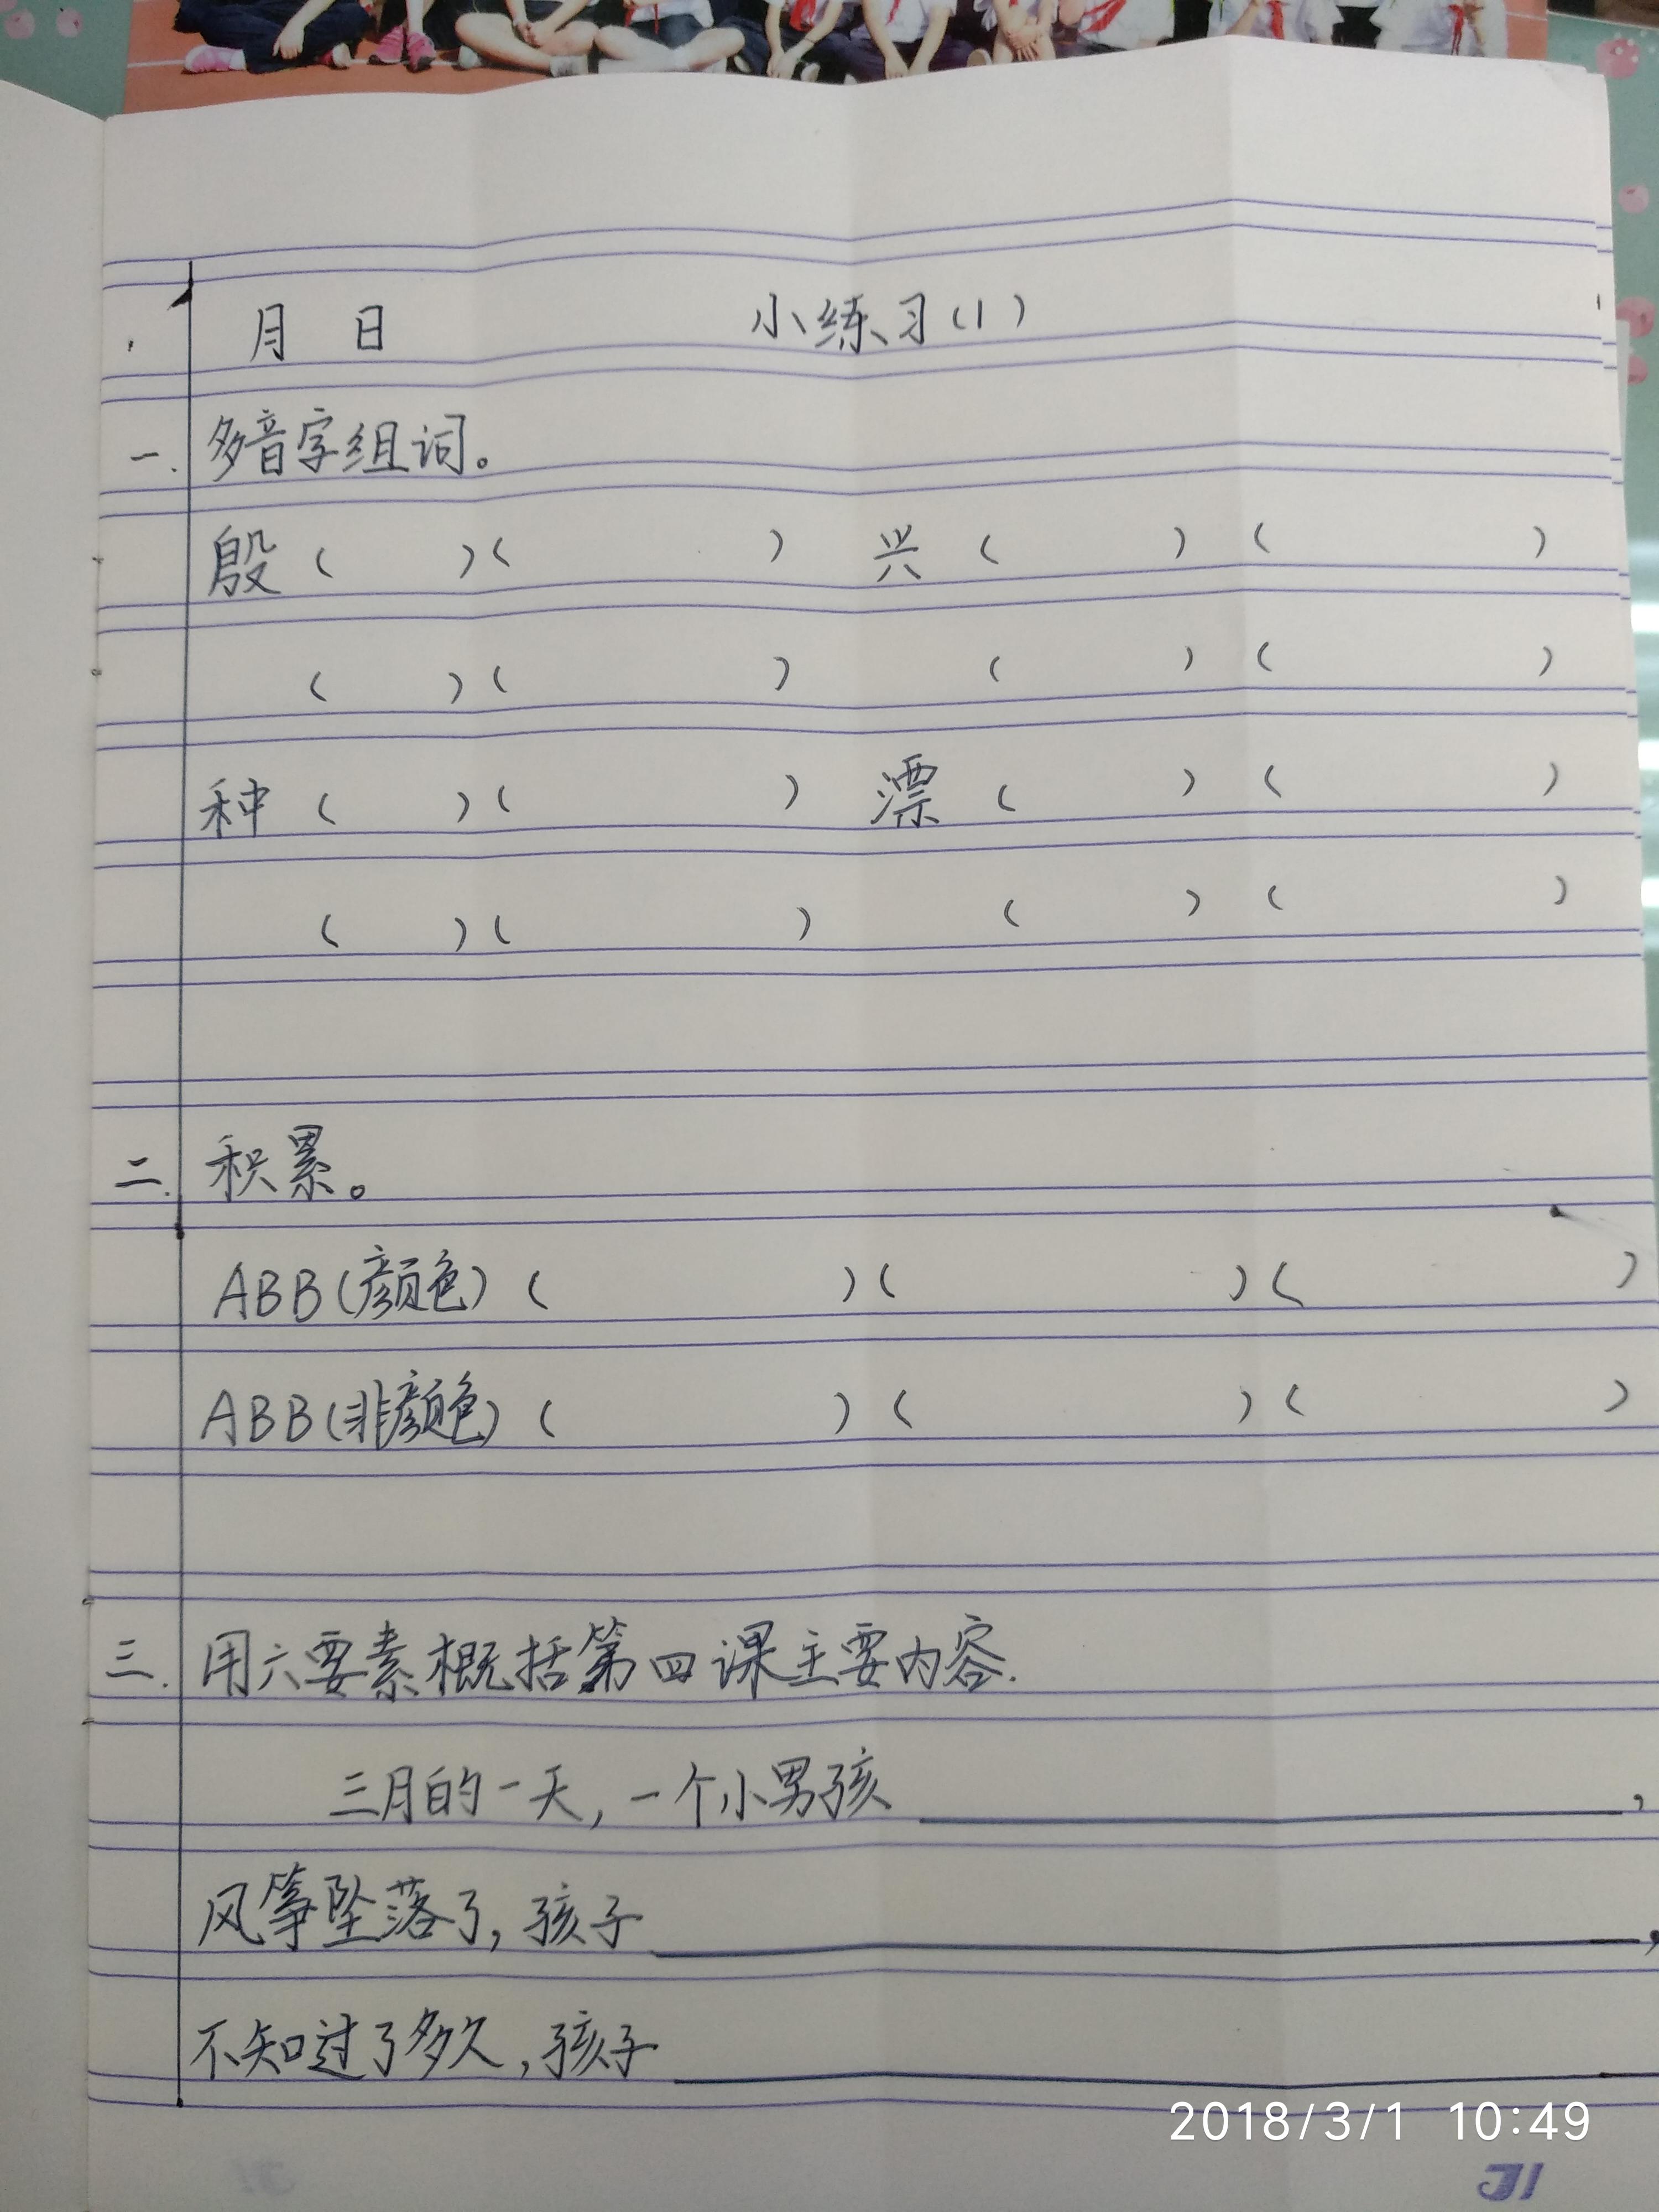 月 日 小练习(1)
一. 多音字组词。
殷 ( )( ) 兴 ( ) ( )
( )( ) ( ) ( )
种 ( )( ) 漂 ( ) ( )
( )( ) ( ) ( )
二. 积累。
ABB(颜色) ( )( )( )
ABB(非颜色) ( )( )( )
三. 用六要素概括第四课主要内容.
三月的一天,一个小男孩 ,
风筝坠落了,孩子 ,
不知过了多久,孩子
2018/3/1 10:49